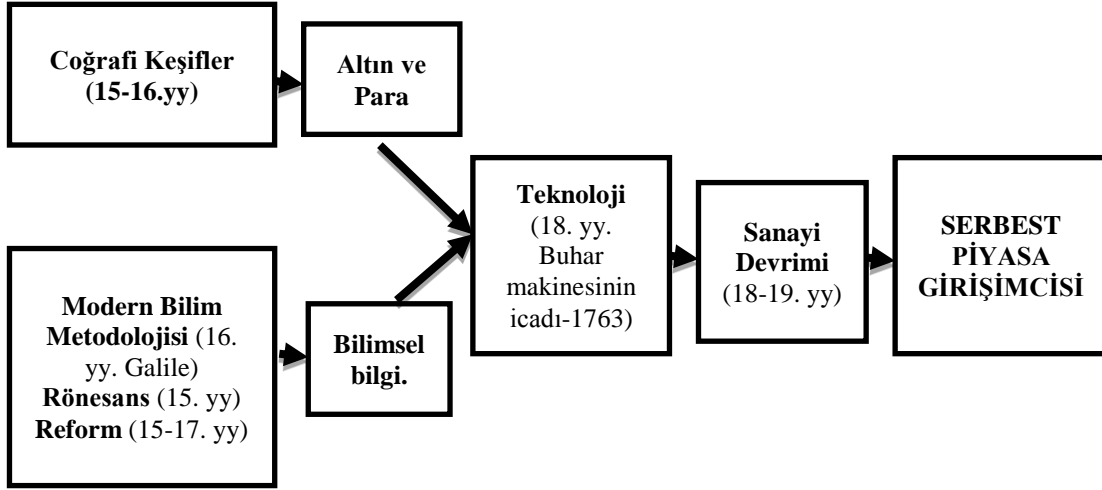 Coğrafi Keşifler
(15-16.yy)
Altın ve
Para
Modern Bilim
Metodolojisi (16.
yy. Galile)
Rönesans (15. yy)
Reform (15-17. yy)
Bilimsel
bilgi.
Teknoloji
(18. yy.
Buhar
makinesinin
icadı-1763)
Sanayi
Devrimi
(18-19. yy)
SERBEST
PİYASA
GİRİŞİMCİSİ